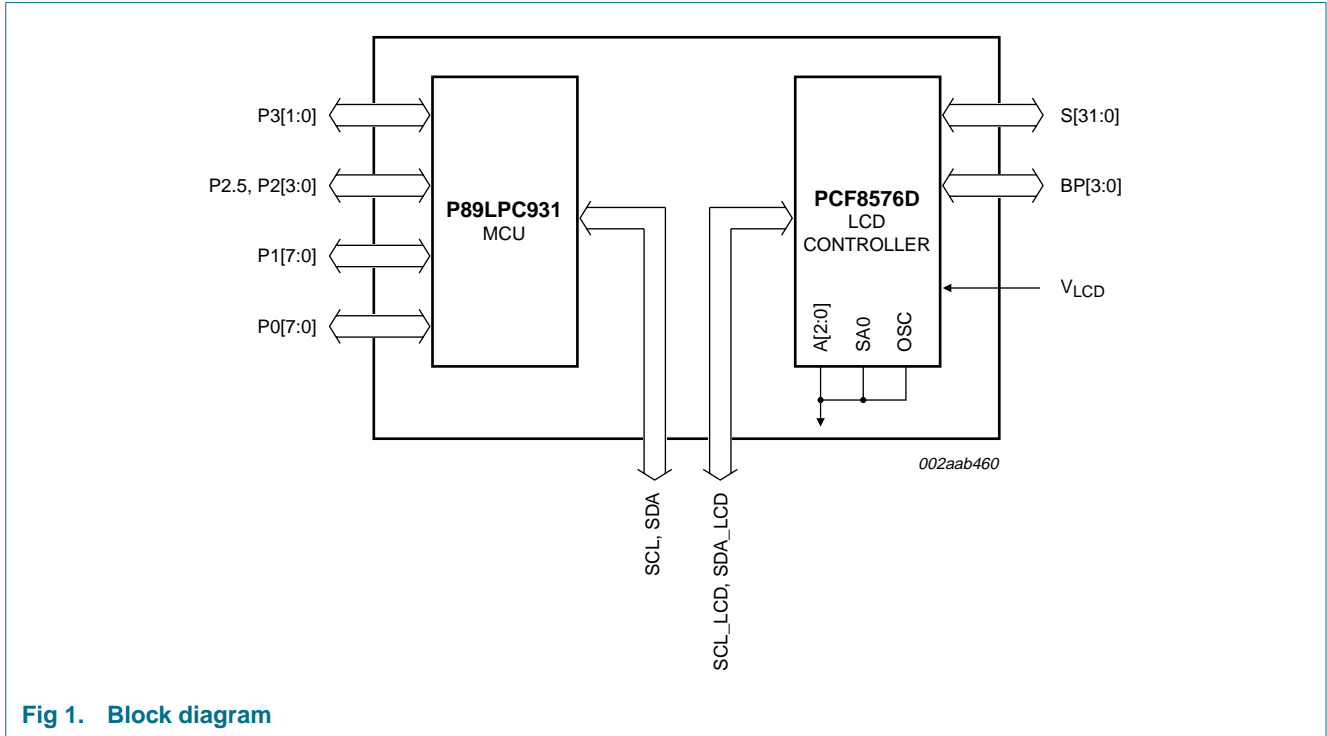 P3[1:0]
P2.5, P2[3:0]
P1[7:0]
P0[7:0]
P89LPC931
MCU
PCF8576D
LCD
CONTROLLER
A[2:0]
SA0
OSC
S[31:0]
BP[3:0]
VLCD
002aab460
SCL, SDA
SCL_LCD, SDA_LCD
Fig 1. Block diagram